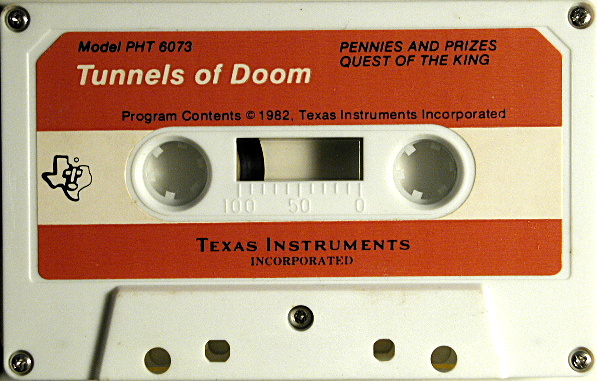 Model PHT 6073
Tunnels of Doom
PENNIES AND PRIZES
QUEST OF THE KING
Program Contents © 1982, Texas Instruments Incorporated
100 50 0
TEXAS INSTRUMENTS
INCORPORATED